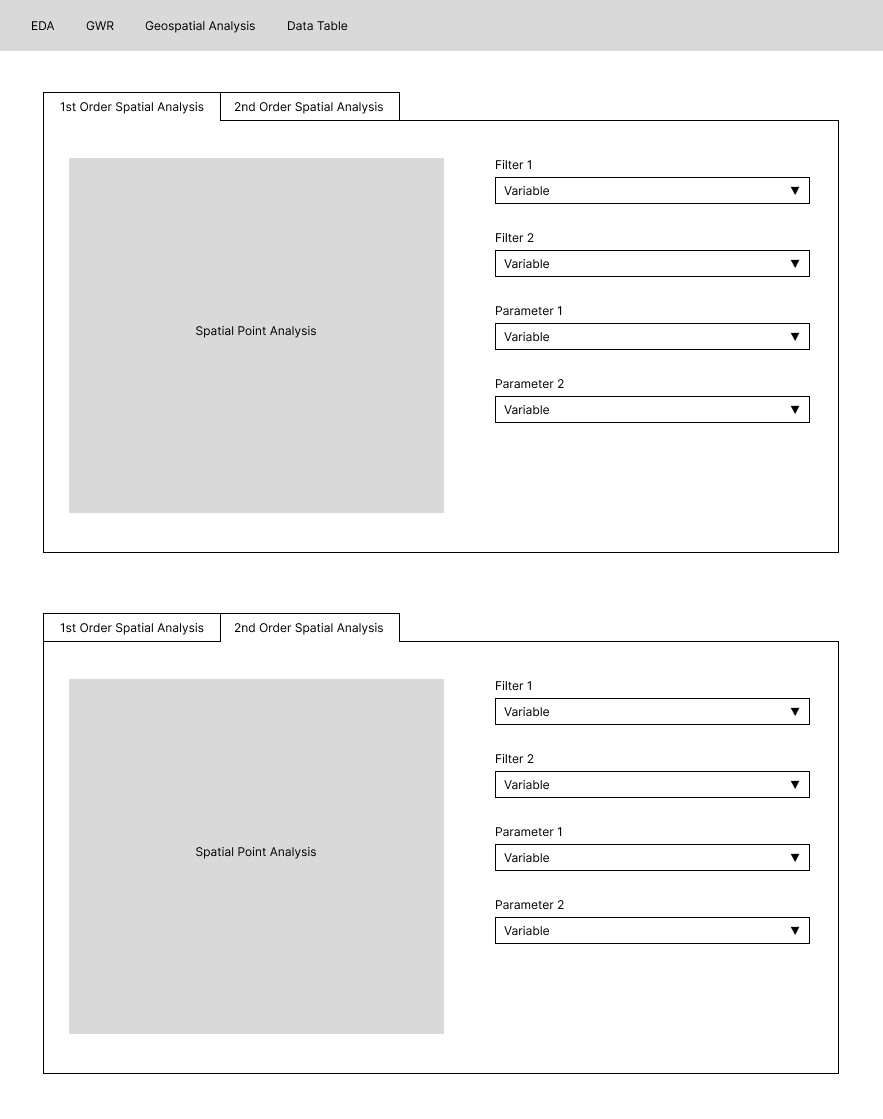 EDA GWR Geospatial Analysis Data Table
1st Order Spatial Analysis 2nd Order Spatial Analysis
Spatial Point Analysis
Filter 1
Variable
Filter 2
Variable
Parameter 1
Variable
Parameter 2
Variable
1st Order Spatial Analysis 2nd Order Spatial Analysis
Spatial Point Analysis
Filter 1
Variable
Filter 2
Variable
Parameter 1
Variable
Parameter 2
Variable